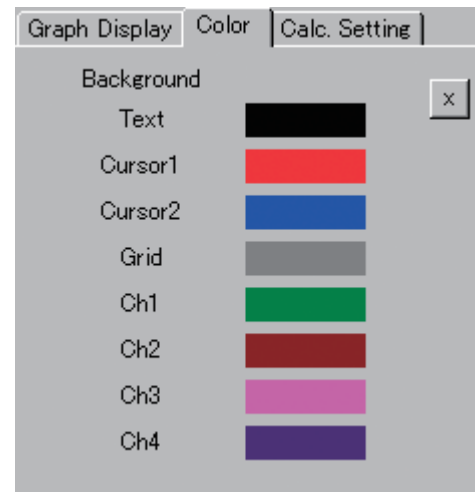 Graph Display Color Calc. Setting
Background
x
Text
Cursor1
Cursor2
Grid
Ch1
Ch2
Ch3
Ch4